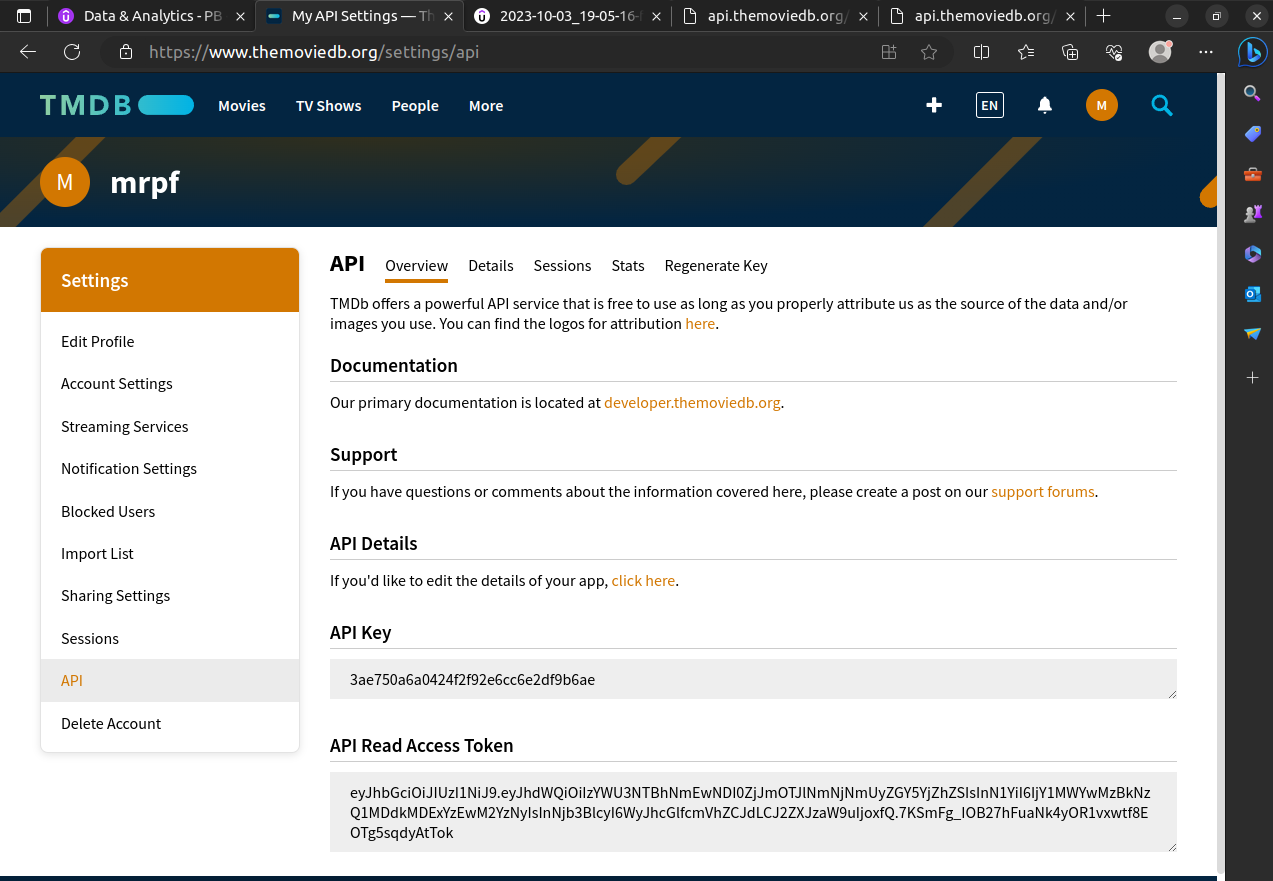 Data & Analytics - PB
My API Settings — Th
2023-10-03_19-05-16-
api.themoviedb.org/
api.themoviedb.org/
https://www.themoviedb.org/settings/api
TMDB
Movies
TV Shows
People
More
EN
M
M
mrpf
Settings
Edit Profile
Account Settings
Streaming Services
Notification Settings
Blocked Users
Import List
Sharing Settings
Sessions
API
Delete Account
API
Overview
Details
Sessions
Stats
Regenerate Key
TMDb offers a powerful API service that is free to use as long as you properly attribute us as the source of the data and/or
images you use. You can find the logos for attribution here.
Documentation
Our primary documentation is located at developer.themoviedb.org.
Support
If you have questions or comments about the information covered here, please create a post on our support forums.
API Details
If you'd like to edit the details of your app, click here.
API Key
3ae750a6a0424f2f92e6cc6e2df9b6ae
API Read Access Token
eyJhbGciOiJIUzI1NiJ9.eyJhdWQiOiIzYWU3NTBhNmEwNDI0ZjJmOTJlNmNjNmUyZGY5YjZhZSIsInN1YiI6IjY1MWYwMzBkNz
Q1MDdkMDExYzEwM2YzNyIsInNjb3BlcyI6WyJhcGlfcmVhZCJdLCJ2ZXJzaW9uIjoxfQ.7KSmFg_IOB27hFuaNk4yOR1vxwtf8E
OTg5sqdyAtTok